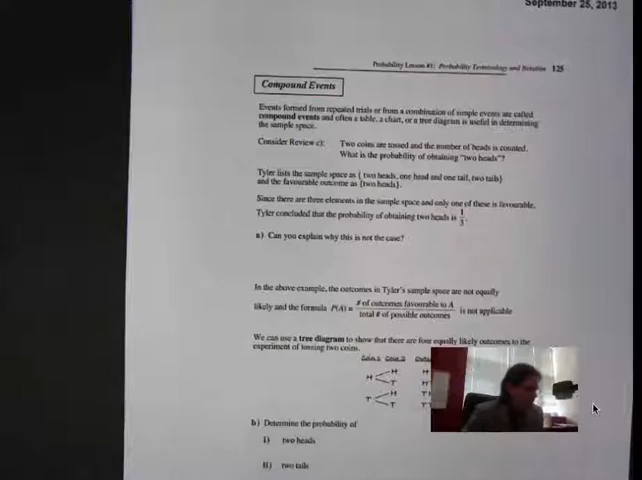 September 25, 2013
Probability Lesson #1: Probability Terminology and Notation 125
Compound Events
Events formed from repeated trials or from a combination of simple events are called
compound events and often a table, a chart, or a tree diagram is useful in determining
the sample space.
Consider Review c): Two coins are tossed and the number of heads is counted.
What is the probability of obtaining "two heads"?
Tyler lists the sample space as { two heads, one head and one tail, two tails}
and the favourable outcome as {two heads}.
Since there are three elements in the sample space and only one of these is favourable,
Tyler concluded that the probability of obtaining two heads is 1/3.
a) Can you explain why this is not the case?
In the above example, the outcomes in Tyler's sample space are not equally
likely and the formula P(A) = # of outcomes favourable to A / total # of possible outcomes is not applicable
We can use a tree diagram to show that there are four equally likely outcomes to the
experiment of tossing two coins.
Coin 1 Coin 2
H H H
T H
T H T
T T
b) Determine the probability of
I) two heads
II) two tails